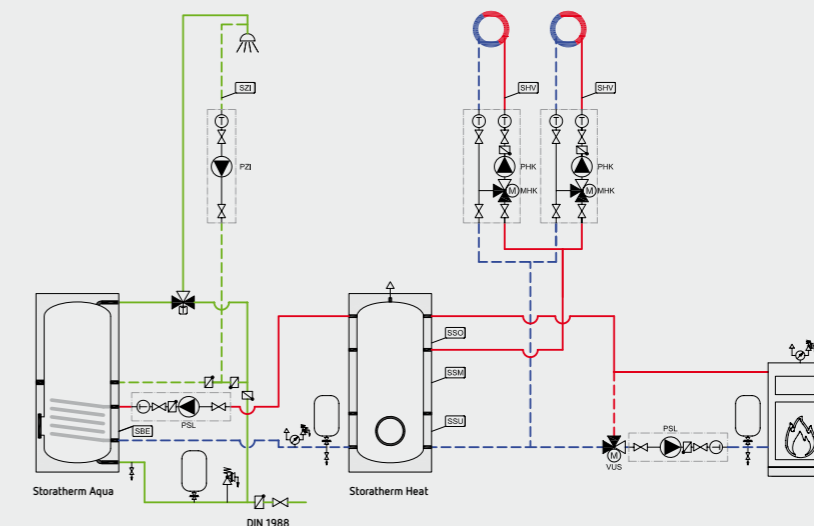 SZI
SHV
SHV
T
T
T
T
T
PZI
PHK
PHK
M
MHK
M
MHK
SSO
SSM
SSU
T
PSL
SBE
PSL
T
M
VUS
Storatherm Aqua
Storatherm Heat
DIN 1988